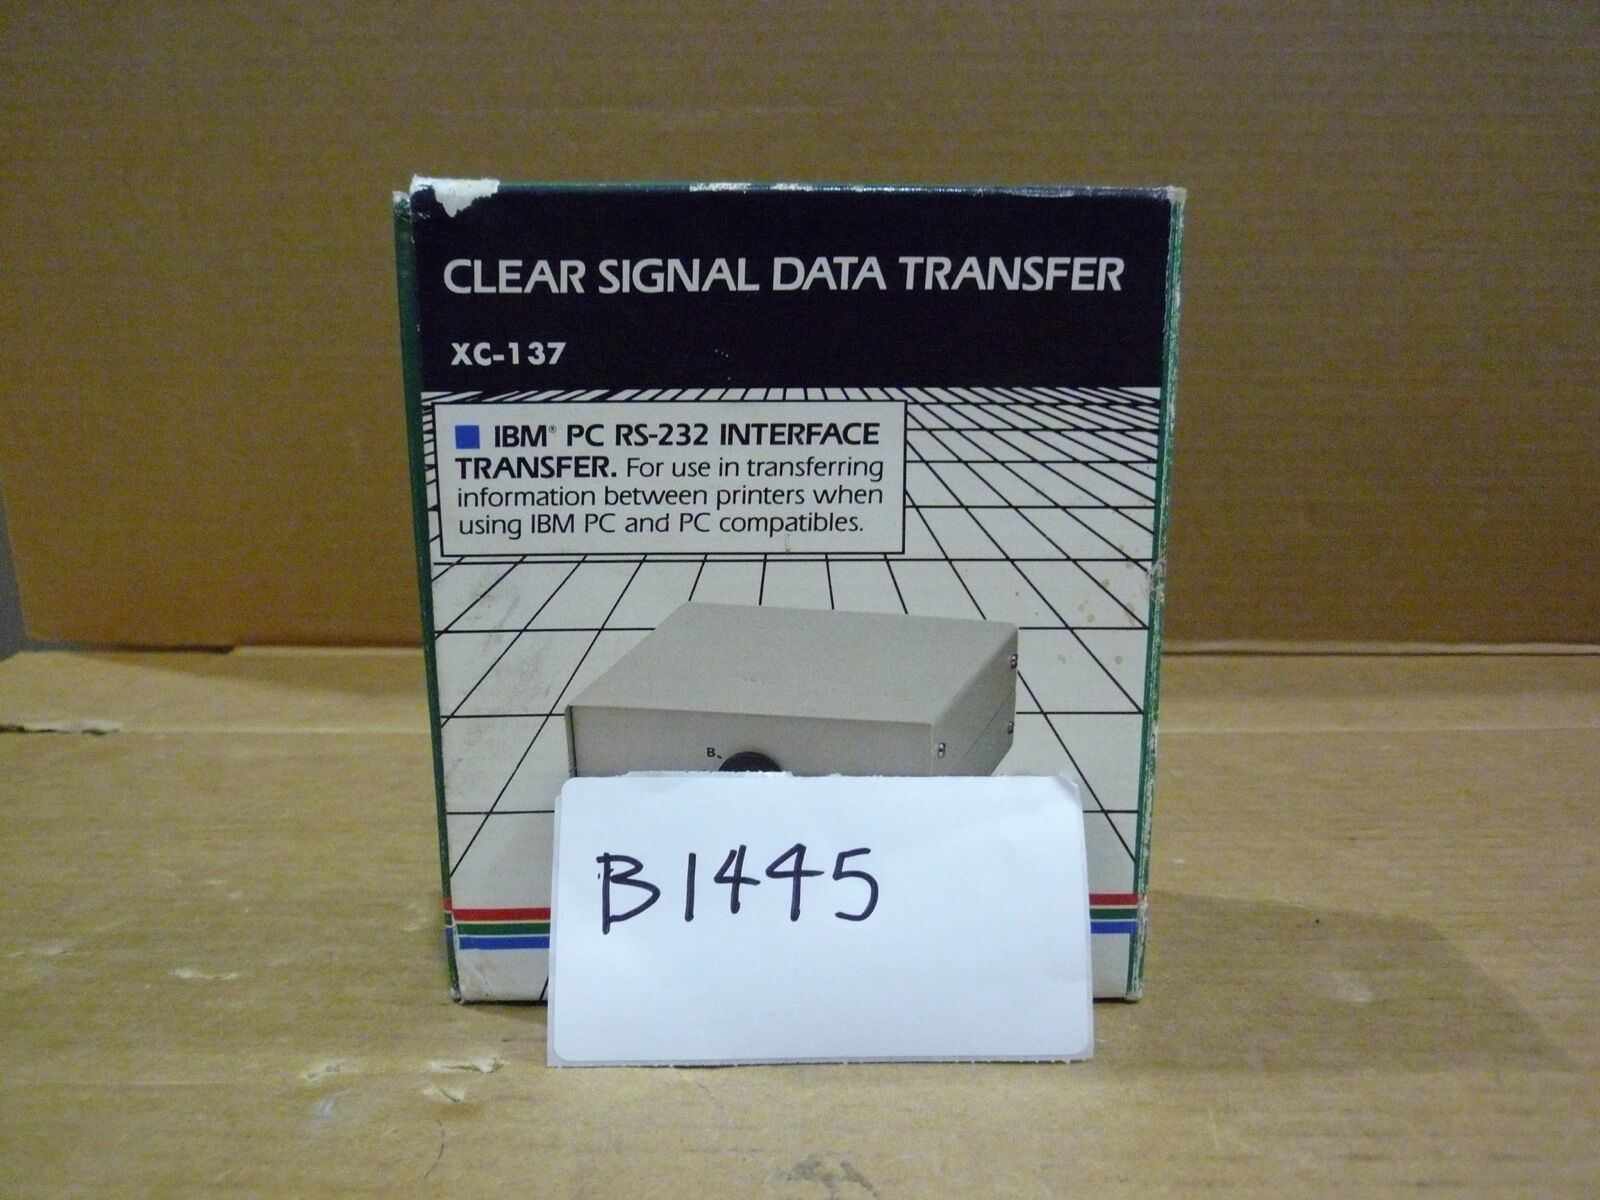 CLEAR SIGNAL DATA TRANSFER
XC-137
IBM® PC RS-232 INTERFACE
TRANSFER. For use in transferring
information between printers when
using IBM PC and PC compatibles.
B
B1445